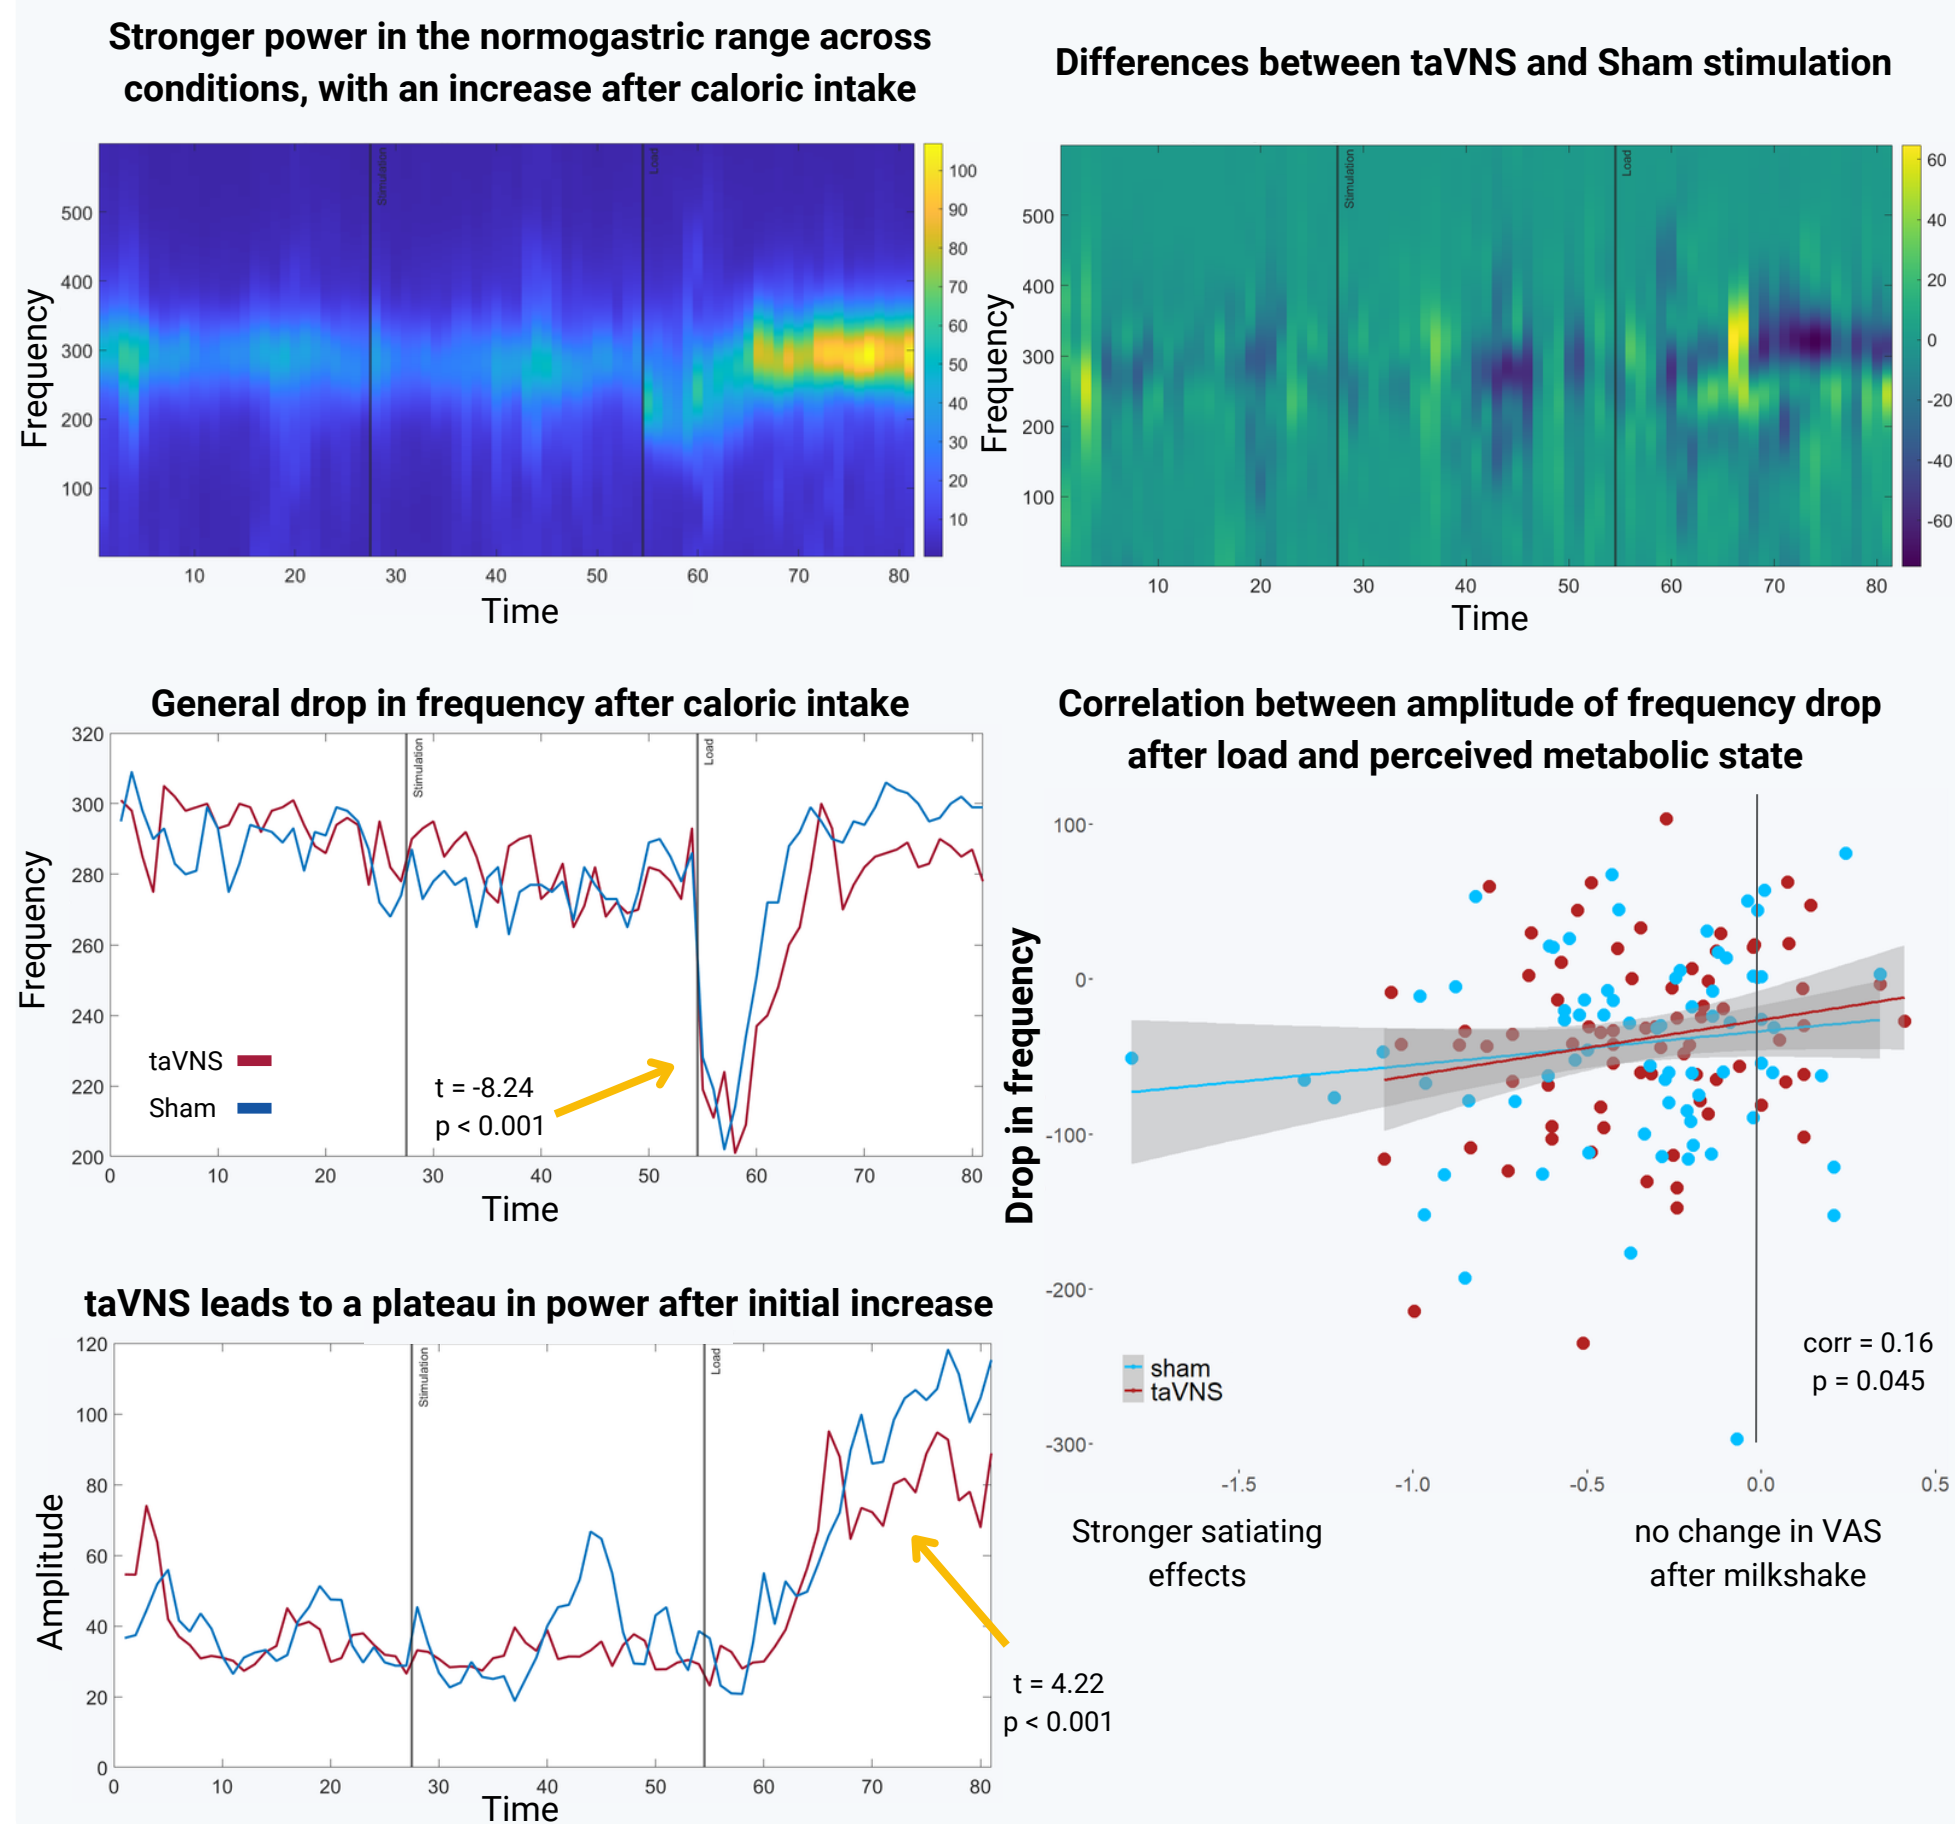 Stronger power in the normogastric range across
conditions, with an increase after caloric intake
Frequency
500
400
300
200
100
Stimulation
Load
10 20 30 40 50 60 70 80
Time
100
90
80
70
60
50
40
30
20
10
Differences between taVNS and Sham stimulation
Frequency
500
400
300
200
100
Stimulation
Load
10 20 30 40 50 60 70 80
Time
60
40
20
0
-20
-40
-60
General drop in frequency after caloric intake
Frequency
320
300
280
260
240
220
200
Stimulation
Load
taVNS
Sham
t = -8.24
p < 0.001
0 10 20 30 40 50 60 70 80
Time
Correlation between amplitude of frequency drop
after load and perceived metabolic state
Drop in frequency
100-
0-
-100-
-200-
-300-
sham
taVNS
corr = 0.16
p = 0.045
-1.5 -1.0 -0.5 0.0 0.5
Stronger satiating
effects
no change in VAS
after milkshake
taVNS leads to a plateau in power after initial increase
Amplitude
120
100
80
60
40
20
0
Stimulation
Load
0 10 20 30 40 50 60 70 80
Time
t = 4.22
p < 0.001